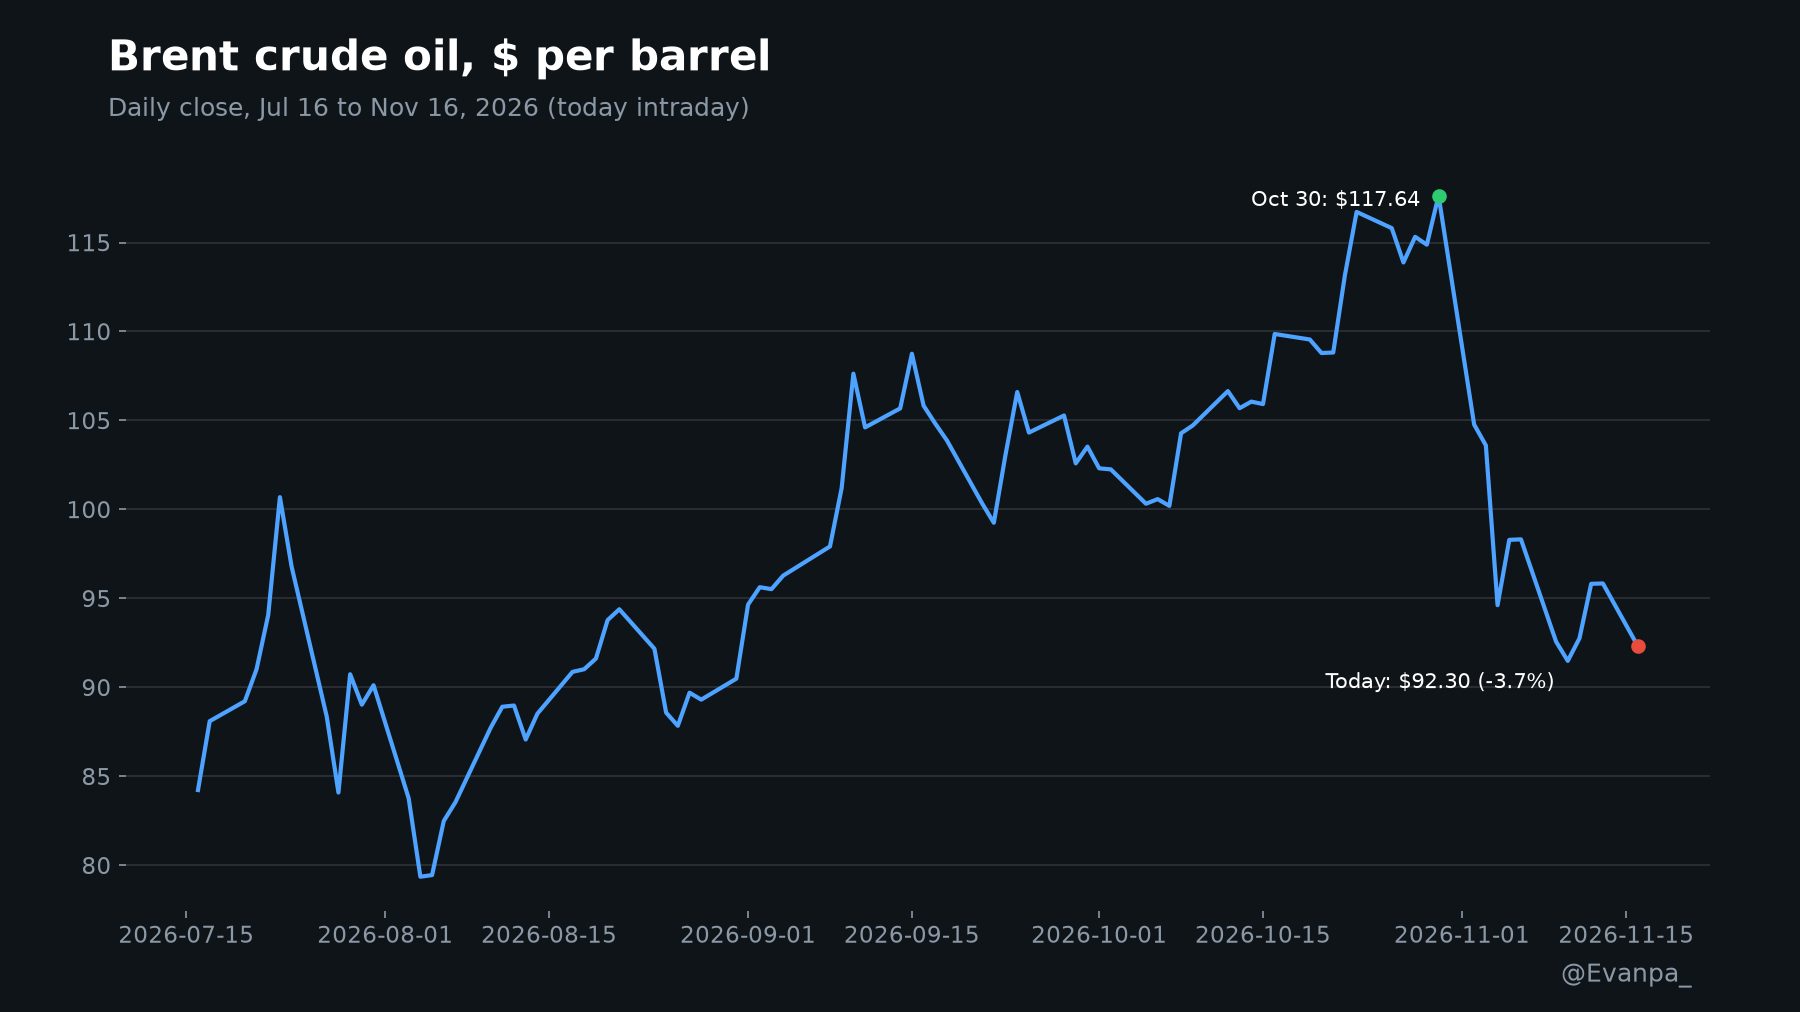 Brent crude oil, $ per barrel
Daily close, Jul 16 to Nov 16, 2026 (today intraday)
Oct 30: $117.64
115
110
105
100
95
90
85
80
Today: $92.30 (-3.7%)
2026-07-15 2026-08-01 2026-08-15 2026-09-01 2026-09-15 2026-10-01 2026-10-15 2026-11-01 2026-11-15
@Evanpa_